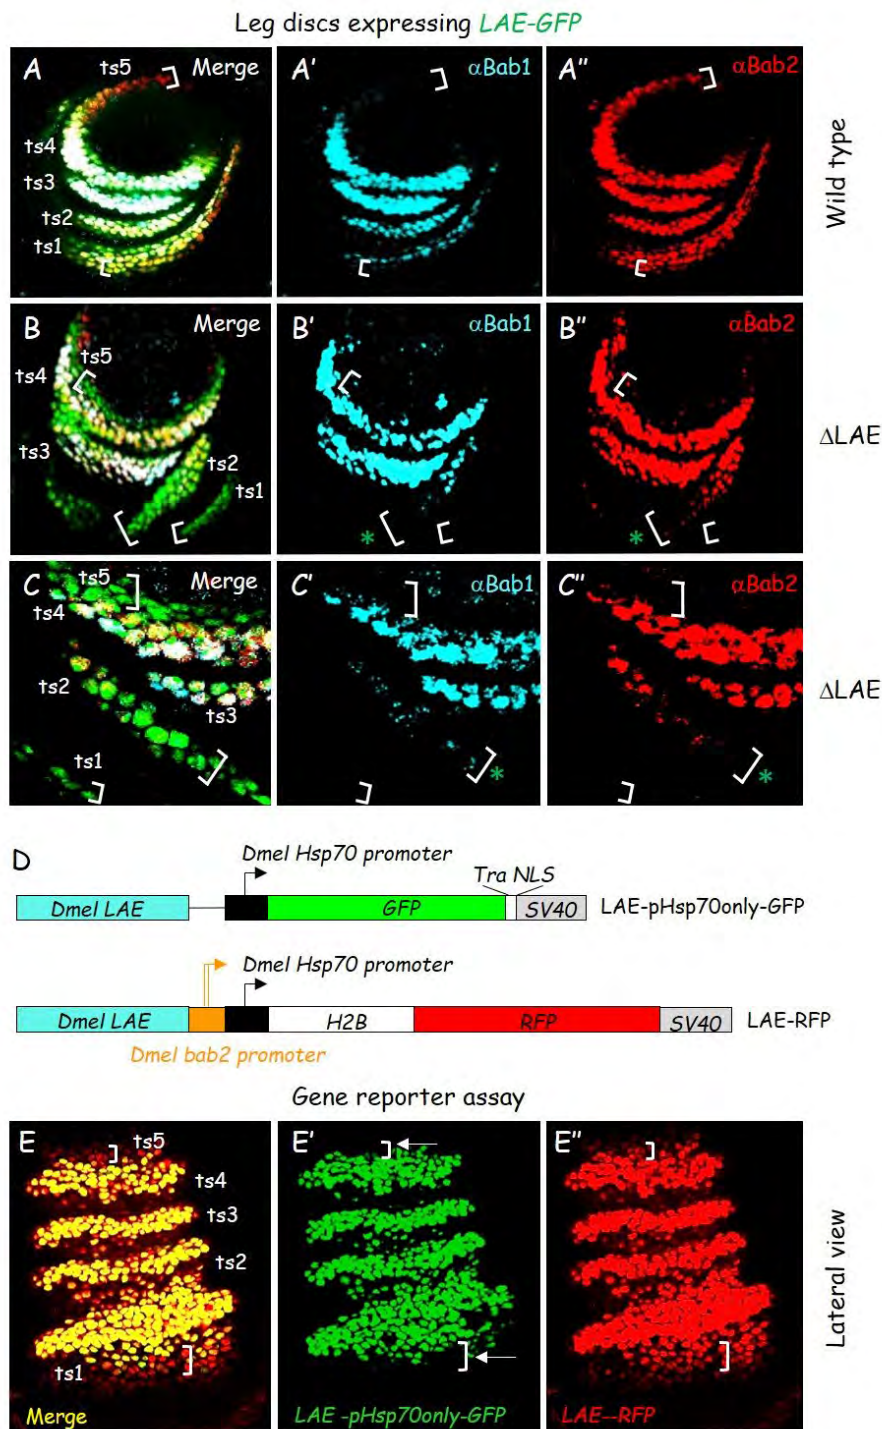 Leg discs expressing LAE-GFP
A ts5 Merge
ts4
ts3
ts2
ts1
A' αBab1
A'' αBab2
Wild type
B Merge
ts5
ts4
ts3
ts2
ts1
B' αBab1
*
B'' αBab2
*
ΔLAE
C Merge
ts5
ts4
ts2
ts3
ts1
C' αBab1
*
C'' αBab2
*
ΔLAE
D
Dmel Hsp70 promoter
Tra NLS
Dmel LAE GFP SV40 LAE-pHsp70only-GFP
Dmel Hsp70 promoter
Dmel LAE H2B RFP SV40 LAE-RFP
Dmel bab2 promoter
Gene reporter assay
E ts5
ts4
ts3
ts2
ts1
Merge
E'
LAE -pHsp70only-GFP
E''
LAE--RFP
Lateral view